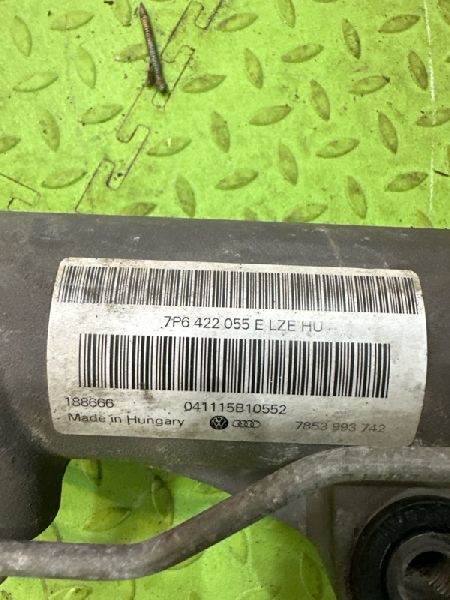 7P6 422 055 E LZE HU
188666 041115B10552
Made in Hungary 7853 993 742